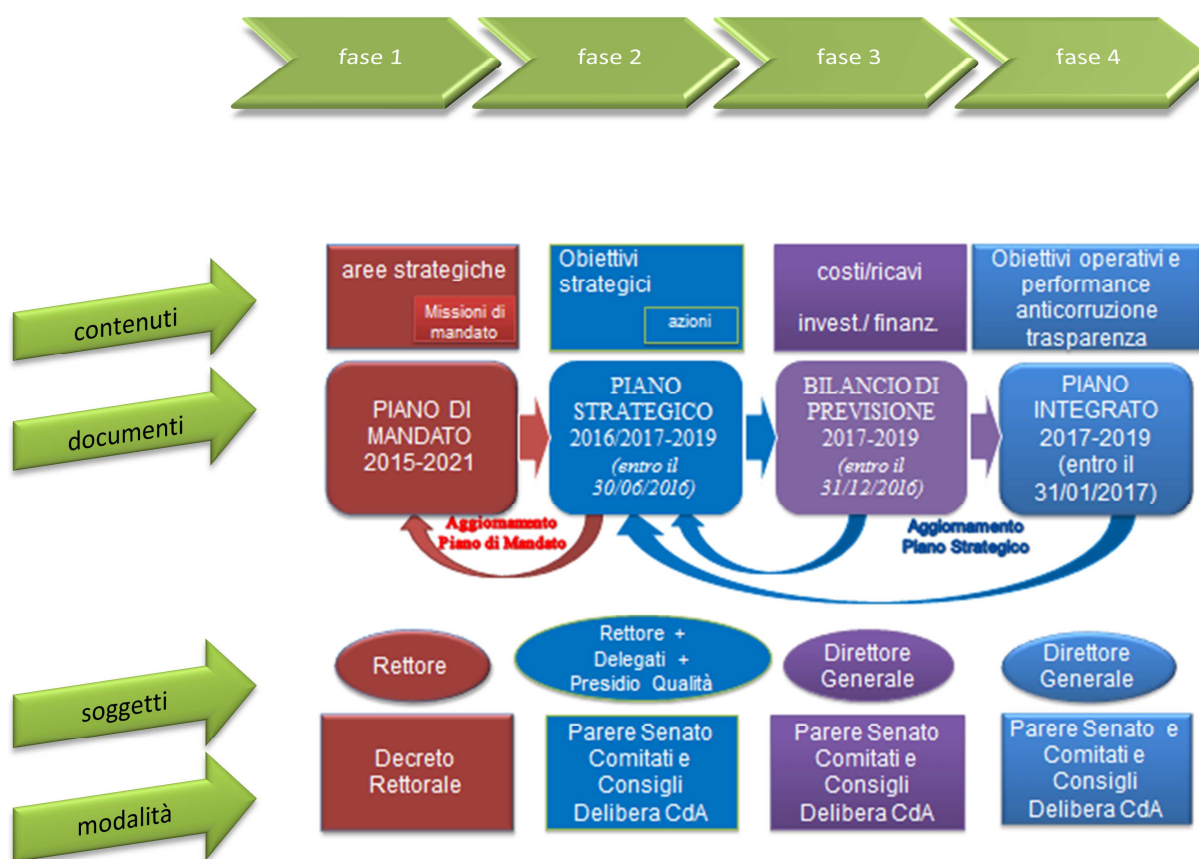 fase 1
fase 2
fase 3
fase 4
contenuti
aree strategiche
Missioni di
mandato
Obiettivi
strategici
azioni
costi/ricavi
invest./ finanz.
Obiettivi operativi e
performance
anticorruzione
trasparenza
documenti
PIANO DI
MANDATO
2015-2021
PIANO
STRATEGICO
2016/2017-2019
(entro il
30/06/2016)
BILANCIO DI
PREVISIONE
2017-2019
(entro il
31/12/2016)
PIANO
INTEGRATO
2017-2019
(entro il
31/01/2017)
Aggiornamento
Piano di Mandato
Aggiornamento
Piano Strategico
soggetti
Rettore
Rettore +
Delegati +
Presidio Qualità
Direttore
Generale
Direttore
Generale
modalità
Decreto
Rettorale
Parere Senato
Comitati e
Consigli
Delibera CdA
Parere Senato
Comitati e
Consigli
Delibera CdA
Parere Senato e
Comitati e
Consigli
Delibera CdA